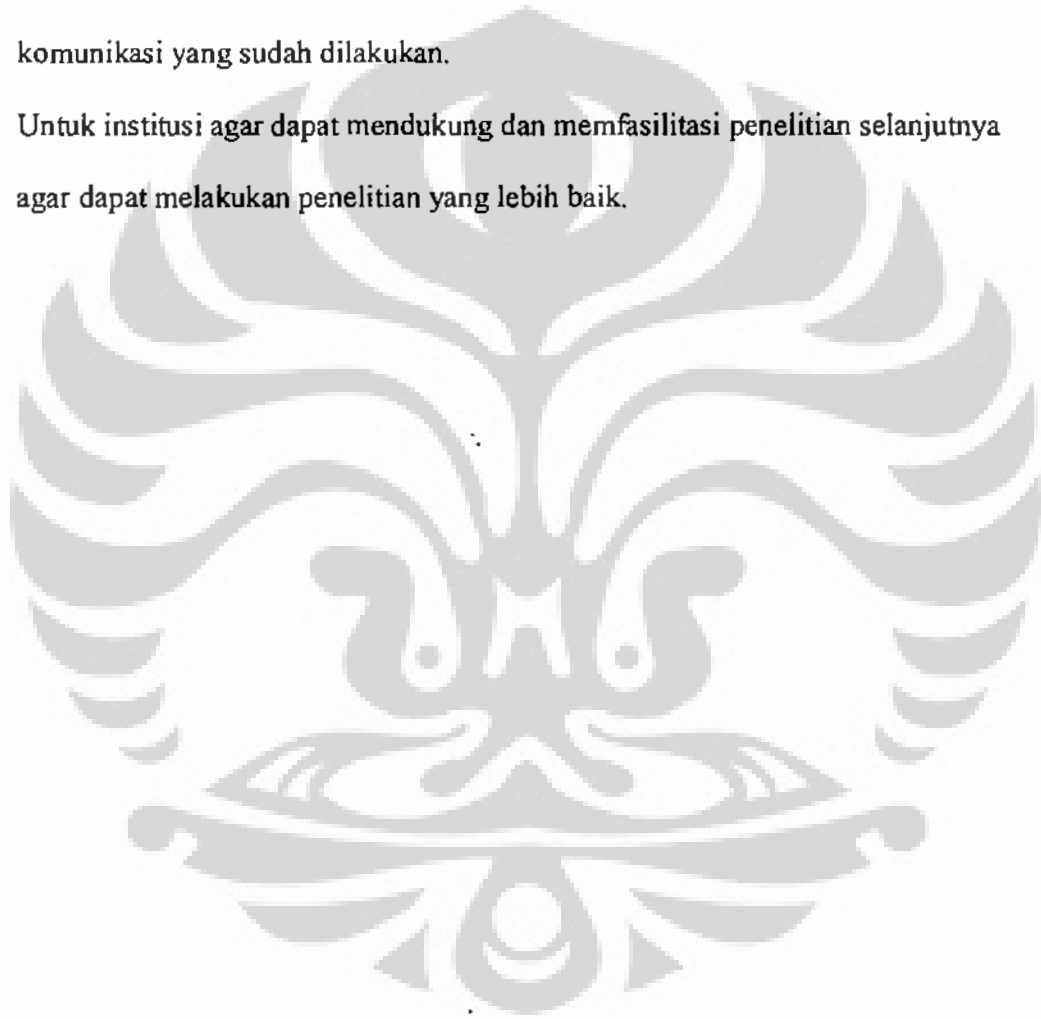 komunikasi yang sudah dilakukan.
Untuk institusi agar dapat mendukung dan memfasilitasi penelitian selanjutnya
agar dapat melakukan penelitian yang lebih baik.